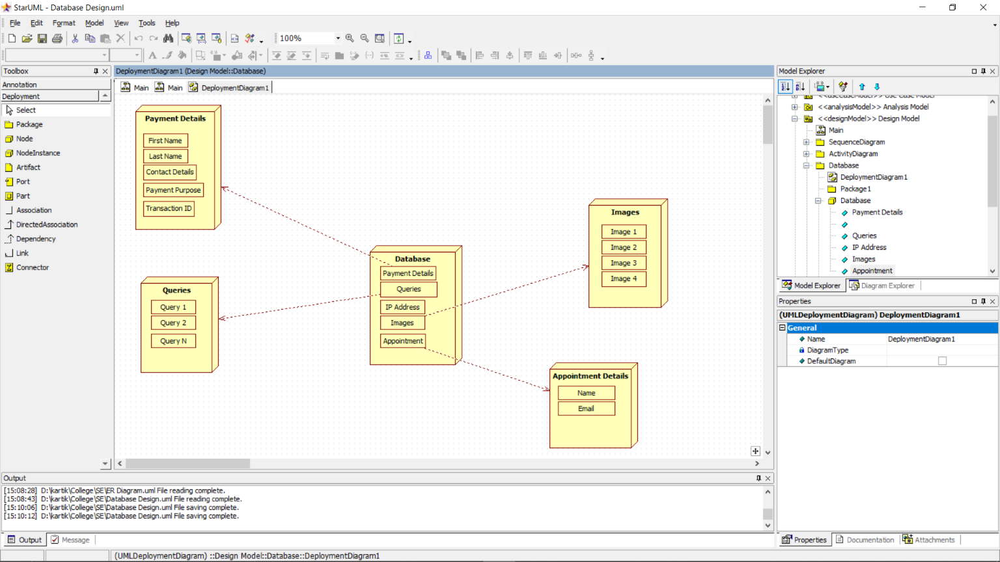 StarUML - Database Design.uml
File Edit Format Model View Tools Help
100%
Toolbox
Annotation
Deployment
Select
Package
Node
NodeInstance
Artifact
Port
Part
Association
DirectedAssociation
Dependency
Link
Connector
DeploymentDiagram1 (Design Model::Database)
Main Main DeploymentDiagram1
Payment Details
First Name
Last Name
Contact Details
Payment Purpose
Transaction ID
Queries
Query 1
Query 2
Query N
Database
Payment Details
Queries
IP Address
Images
Appointment
Images
Image 1
Image 2
Image 3
Image 4
Appointment Details
Name
Email
Model Explorer
<<useCaseModel>> Use Case Model
<<analysisModel>> Analysis Model
<<designModel>> Design Model
Main
SequenceDiagram
ActivityDiagram
Database
DeploymentDiagram1
Package1
Database
Payment Details
Queries
IP Address
Images
Appointment
Model Explorer Diagram Explorer
Properties
(UMLDeploymentDiagram) DeploymentDiagram1
General
Name DeploymentDiagram1
DiagramType
DefaultDiagram
Properties Documentation Attachments
Output
[15:08:28] D:\kartik\College\SE\ER Diagram.uml File reading complete.
[15:08:43] D:\kartik\College\SE\Database Design.uml File reading complete.
[15:10:06] D:\kartik\College\SE\Database Design.uml File saving complete.
[15:10:12] D:\kartik\College\SE\Database Design.uml File saving complete.
Output Message
(UMLDeploymentDiagram) ::Design Model::Database::DeploymentDiagram1